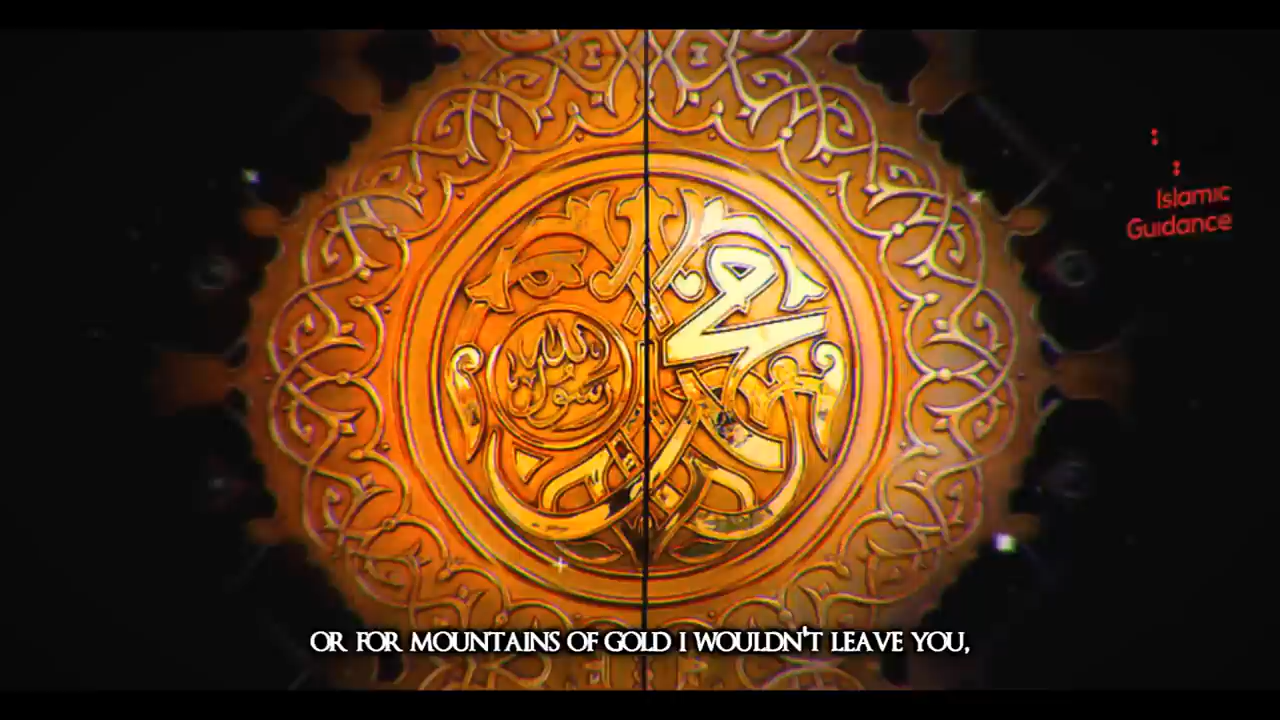 Islamic
Guidance
محمد
رسول الله
OR FOR MOUNTAINS OF GOLD I WOULDN'T LEAVE YOU,